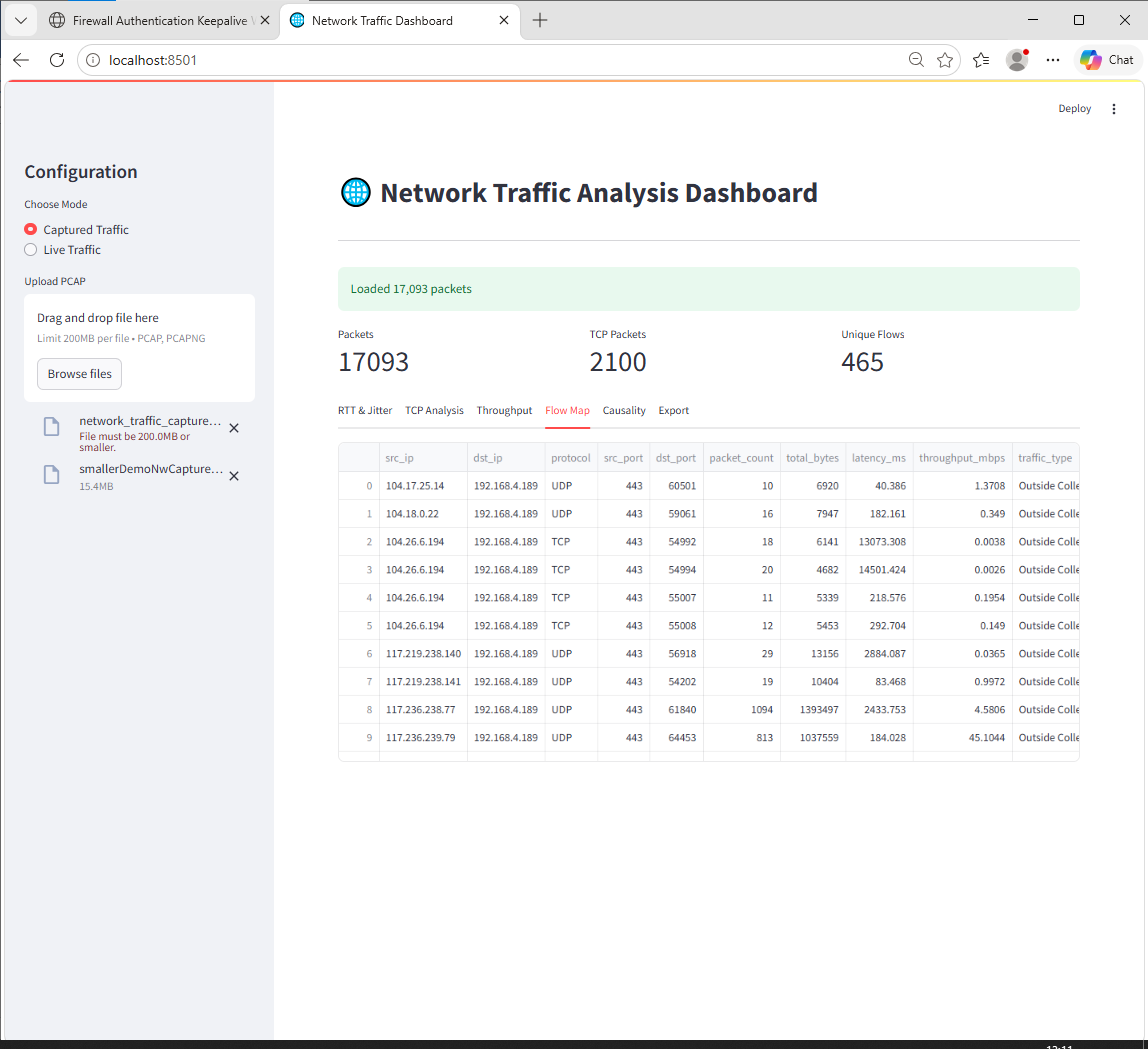 Firewall Authentication Keepalive
Network Traffic Dashboard
localhost:8501
Chat
Deploy
Configuration
Choose Mode
Captured Traffic
Live Traffic
Upload PCAP
Drag and drop file here
Limit 200MB per file • PCAP, PCAPNG
Browse files
network_traffic_capture...
File must be 200.0MB or
smaller.
smallerDemoNwCapture...
15.4MB
Network Traffic Analysis Dashboard
Loaded 17,093 packets
Packets TCP Packets Unique Flows
17093 2100 465
RTT & Jitter TCP Analysis Throughput Flow Map Causality Export
src_ip dst_ip protocol src_port dst_port packet_count total_bytes latency_ms throughput_mbps traffic_type
0 104.17.25.14 192.168.4.189 UDP 443 60501 10 6920 40.386 1.3708 Outside Colle
1 104.18.0.22 192.168.4.189 UDP 443 59061 16 7947 182.161 0.349 Outside Colle
2 104.26.6.194 192.168.4.189 TCP 443 54992 18 6141 13073.308 0.0038 Outside Colle
3 104.26.6.194 192.168.4.189 TCP 443 54994 20 4682 14501.424 0.0026 Outside Colle
4 104.26.6.194 192.168.4.189 TCP 443 55007 11 5339 218.576 0.1954 Outside Colle
5 104.26.6.194 192.168.4.189 TCP 443 55008 12 5453 292.704 0.149 Outside Colle
6 117.219.238.140 192.168.4.189 UDP 443 56918 29 13156 2884.087 0.0365 Outside Colle
7 117.219.238.141 192.168.4.189 UDP 443 54202 19 10404 83.468 0.9972 Outside Colle
8 117.236.238.77 192.168.4.189 UDP 443 61840 1094 1393497 2433.753 4.5806 Outside Colle
9 117.236.239.79 192.168.4.189 UDP 443 64453 813 1037559 184.028 45.1044 Outside Colle